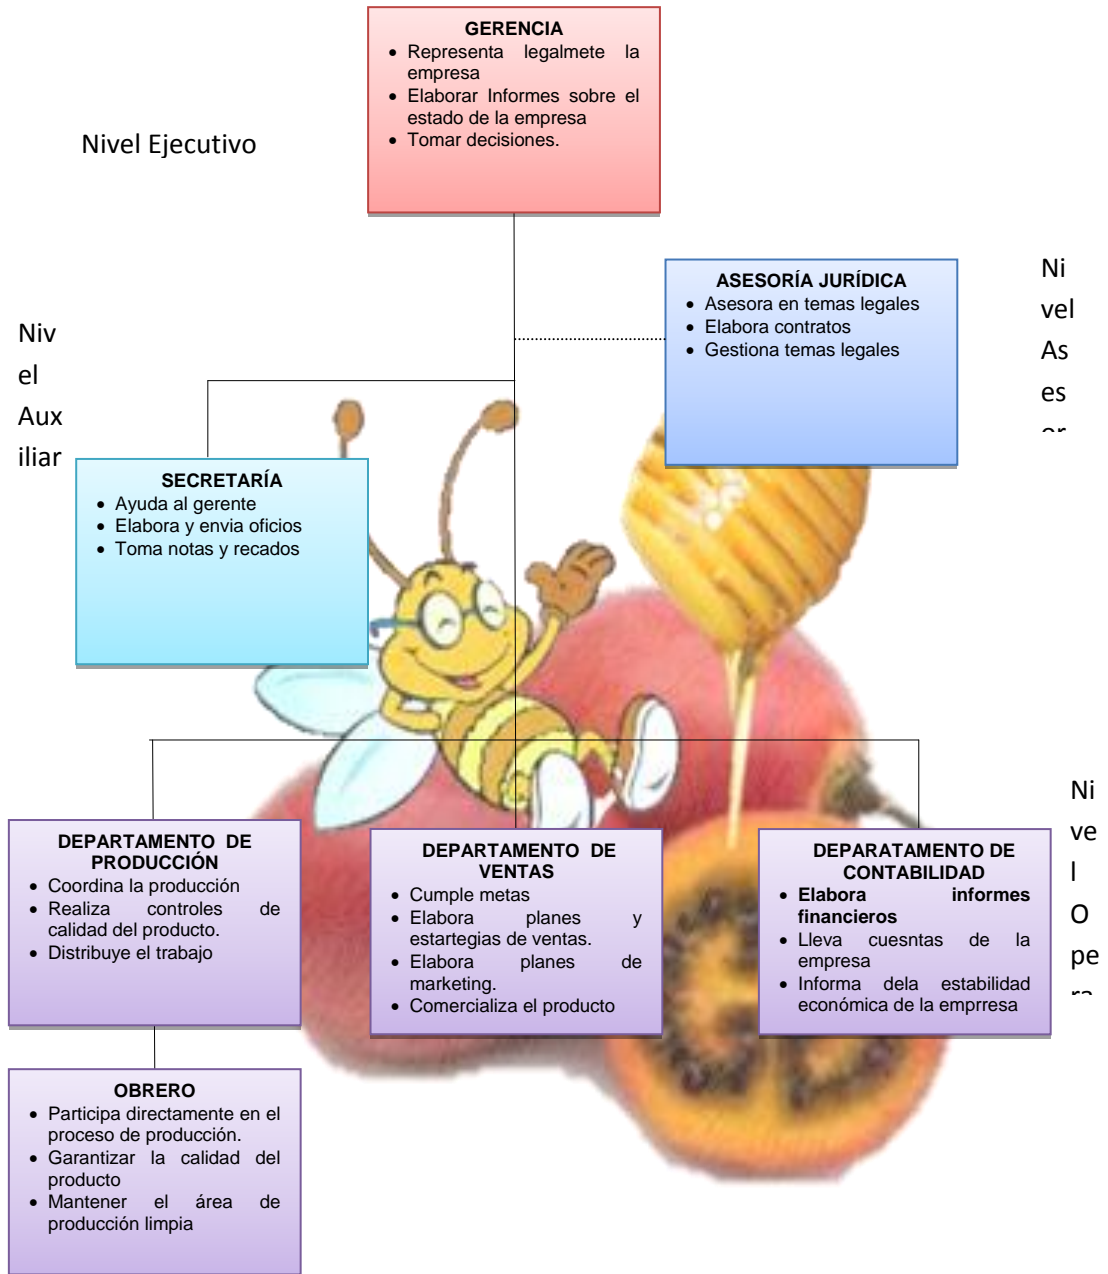 GERENCIA
• Representa legalmete la
empresa
• Elaborar Informes sobre el
estado de la empresa
• Tomar decisiones.
Nivel Ejecutivo
ASESORÍA JURÍDICA
• Asesora en temas legales
• Elabora contratos
• Gestiona temas legales
Ni
vel
As
es
or
Niv
el
Aux
iliar
SECRETARÍA
• Ayuda al gerente
• Elabora y envia oficios
• Toma notas y recados
DEPARTAMENTO DE
PRODUCCIÓN
• Coordina la producción
• Realiza controles de
calidad del producto.
• Distribuye el trabajo
DEPARTAMENTO DE
VENTAS
• Cumple metas
• Elabora planes y
estartegias de ventas.
• Elabora planes de
marketing.
• Comercializa el producto
DEPARATAMENTO DE
CONTABILIDAD
• Elabora informes
financieros
• Lleva cuesntas de la
empresa
• Informa dela estabilidad
económica de la emprresa
Ni
ve
l
O
pe
ra
OBRERO
• Participa directamente en el
proceso de producción.
• Garantizar la calidad del
producto
• Mantener el área de
producción limpia